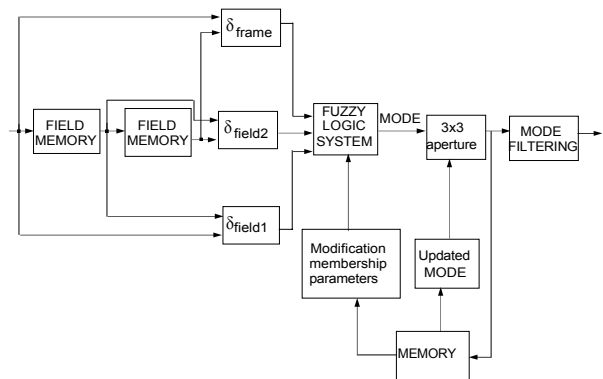 δframe
FIELD
MEMORY
FIELD
MEMORY
δfield2
δfield1
FUZZY
LOGIC
SYSTEM
MODE
3x3
aperture
MODE
FILTERING
Modification
membership
parameters
Updated
MODE
MEMORY